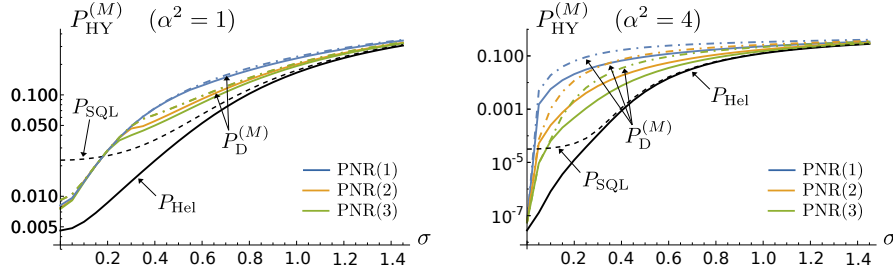 P_HY^(M) (α² = 1)
0.100
0.050
0.010
0.005
P_SQL
P_D^(M)
P_Hel
PNR(1)
PNR(2)
PNR(3)
0.2 0.4 0.6 0.8 1.0 1.2 1.4 σ
P_HY^(M) (α² = 4)
0.100
0.001
10⁻⁵
10⁻⁷
P_Hel
P_D^(M)
P_SQL
PNR(1)
PNR(2)
PNR(3)
0.2 0.4 0.6 0.8 1.0 1.2 1.4 σ